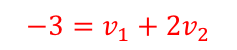 −3 = v₁ + 2v₂